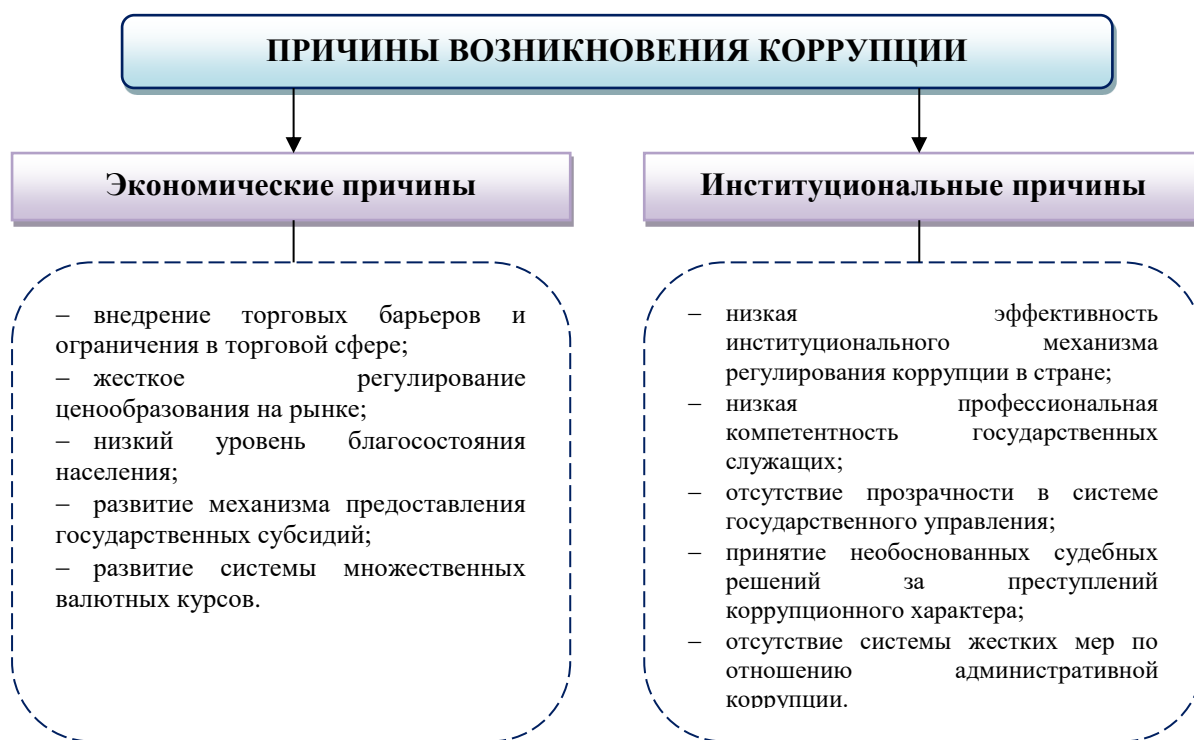 ПРИЧИНЫ ВОЗНИКНОВЕНИЯ КОРРУПЦИИ
Экономические причины
– внедрение торговых барьеров и
ограничения в торговой сфере;
– жесткое регулирование
ценообразования на рынке;
– низкий уровень благосостояния
населения;
– развитие механизма предоставления
государственных субсидий;
– развитие системы множественных
валютных курсов.
Институциональные причины
– низкая эффективность
институционального механизма
регулирования коррупции в стране;
– низкая профессиональная
компетентность государственных
служащих;
– отсутствие прозрачности в системе
государственного управления;
– принятие необоснованных судебных
решений за преступлений
коррупционного характера;
– отсутствие системы жестких мер по
отношению административной
коррупции.